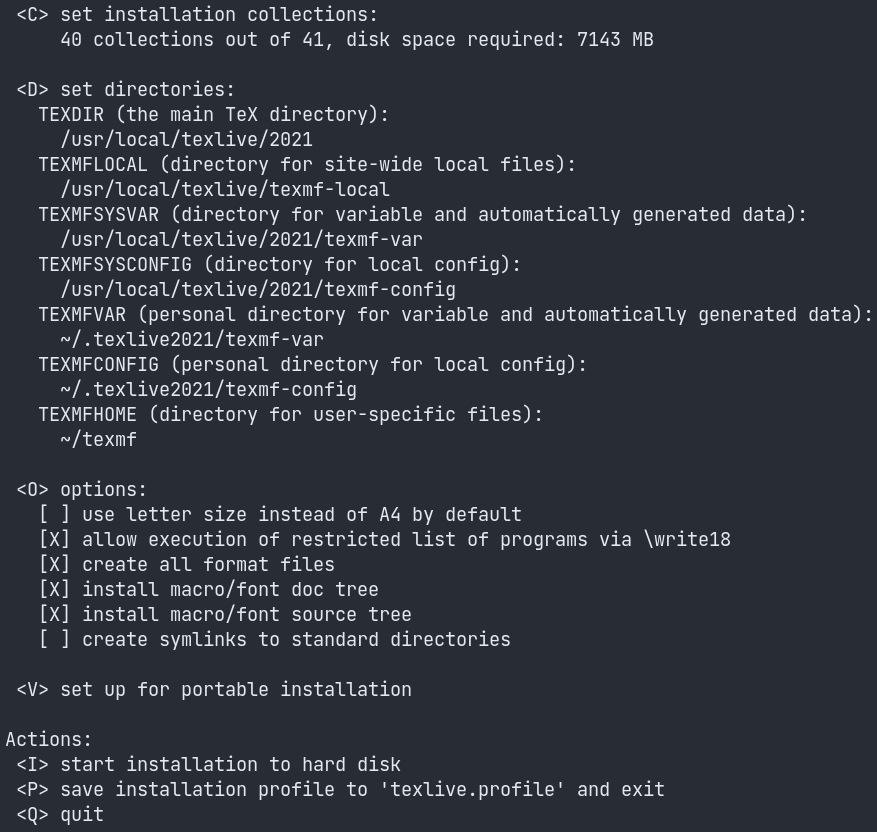 <C> set installation collections:
40 collections out of 41, disk space required: 7143 MB
<D> set directories:
TEXDIR (the main TeX directory):
/usr/local/texlive/2021
TEXMFLOCAL (directory for site-wide local files):
/usr/local/texlive/texmf-local
TEXMFSYSVAR (directory for variable and automatically generated data):
/usr/local/texlive/2021/texmf-var
TEXMFSYSCONFIG (directory for local config):
/usr/local/texlive/2021/texmf-config
TEXMFVAR (personal directory for variable and automatically generated data):
~/.texlive2021/texmf-var
TEXMFCONFIG (personal directory for local config):
~/.texlive2021/texmf-config
TEXMFHOME (directory for user-specific files):
~/texmf
<O> options:
[ ] use letter size instead of A4 by default
[X] allow execution of restricted list of programs via \write18
[X] create all format files
[X] install macro/font doc tree
[X] install macro/font source tree
[ ] create symlinks to standard directories
<V> set up for portable installation
Actions:
<I> start installation to hard disk
<P> save installation profile to 'texlive.profile' and exit
<Q> quit